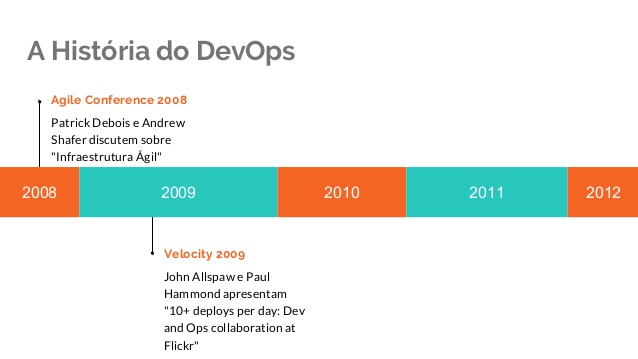 A História do DevOps
Agile Conference 2008
Patrick Debois e Andrew
Shafer discutem sobre
"Infraestrutura Ágil"
2008 2009 2010 2011 2012
Velocity 2009
John Allspaw e Paul
Hammond apresentam
"10+ deploys per day: Dev
and Ops collaboration at
Flickr"